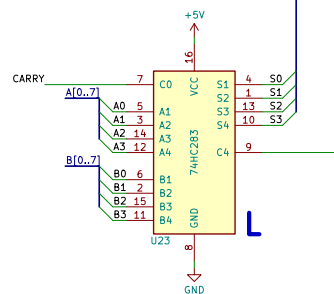 +5V
16
VCC
CARRY 7 C0 S1 4 S0
A[0..7] S2 1 S1
A0 5 A1 S3 13 S2
A1 3 A2 S4 10 S3
A2 14 A3
A3 12 A4 C4 9
74HC283
B[0..7]
B0 6 B1
B1 2 B2
B2 15 B3
B3 11 B4
GND
L
U23
8
GND